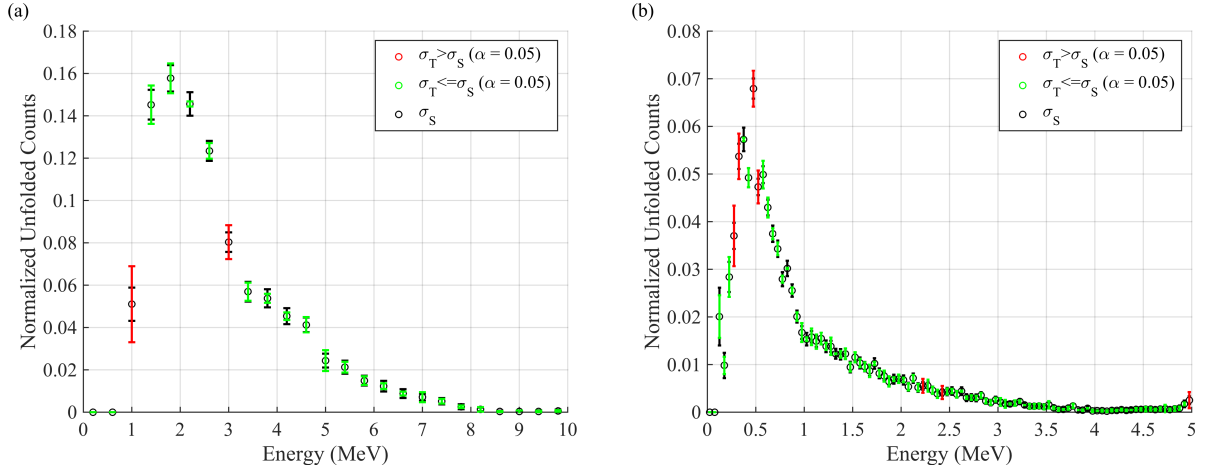 (a)
0.18
0.16
0.14
0.12
0.1
0.08
0.06
0.04
0.02
0
Normalized Unfolded Counts
σT>σS (α = 0.05)
σT<=σS (α = 0.05)
σS
0 1 2 3 4 5 6 7 8 9 10
Energy (MeV)
(b)
0.08
0.07
0.06
0.05
0.04
0.03
0.02
0.01
0
Normalized Unfolded Counts
σT>σS (α = 0.05)
σT<=σS (α = 0.05)
σS
0 0.5 1 1.5 2 2.5 3 3.5 4 4.5 5
Energy (MeV)